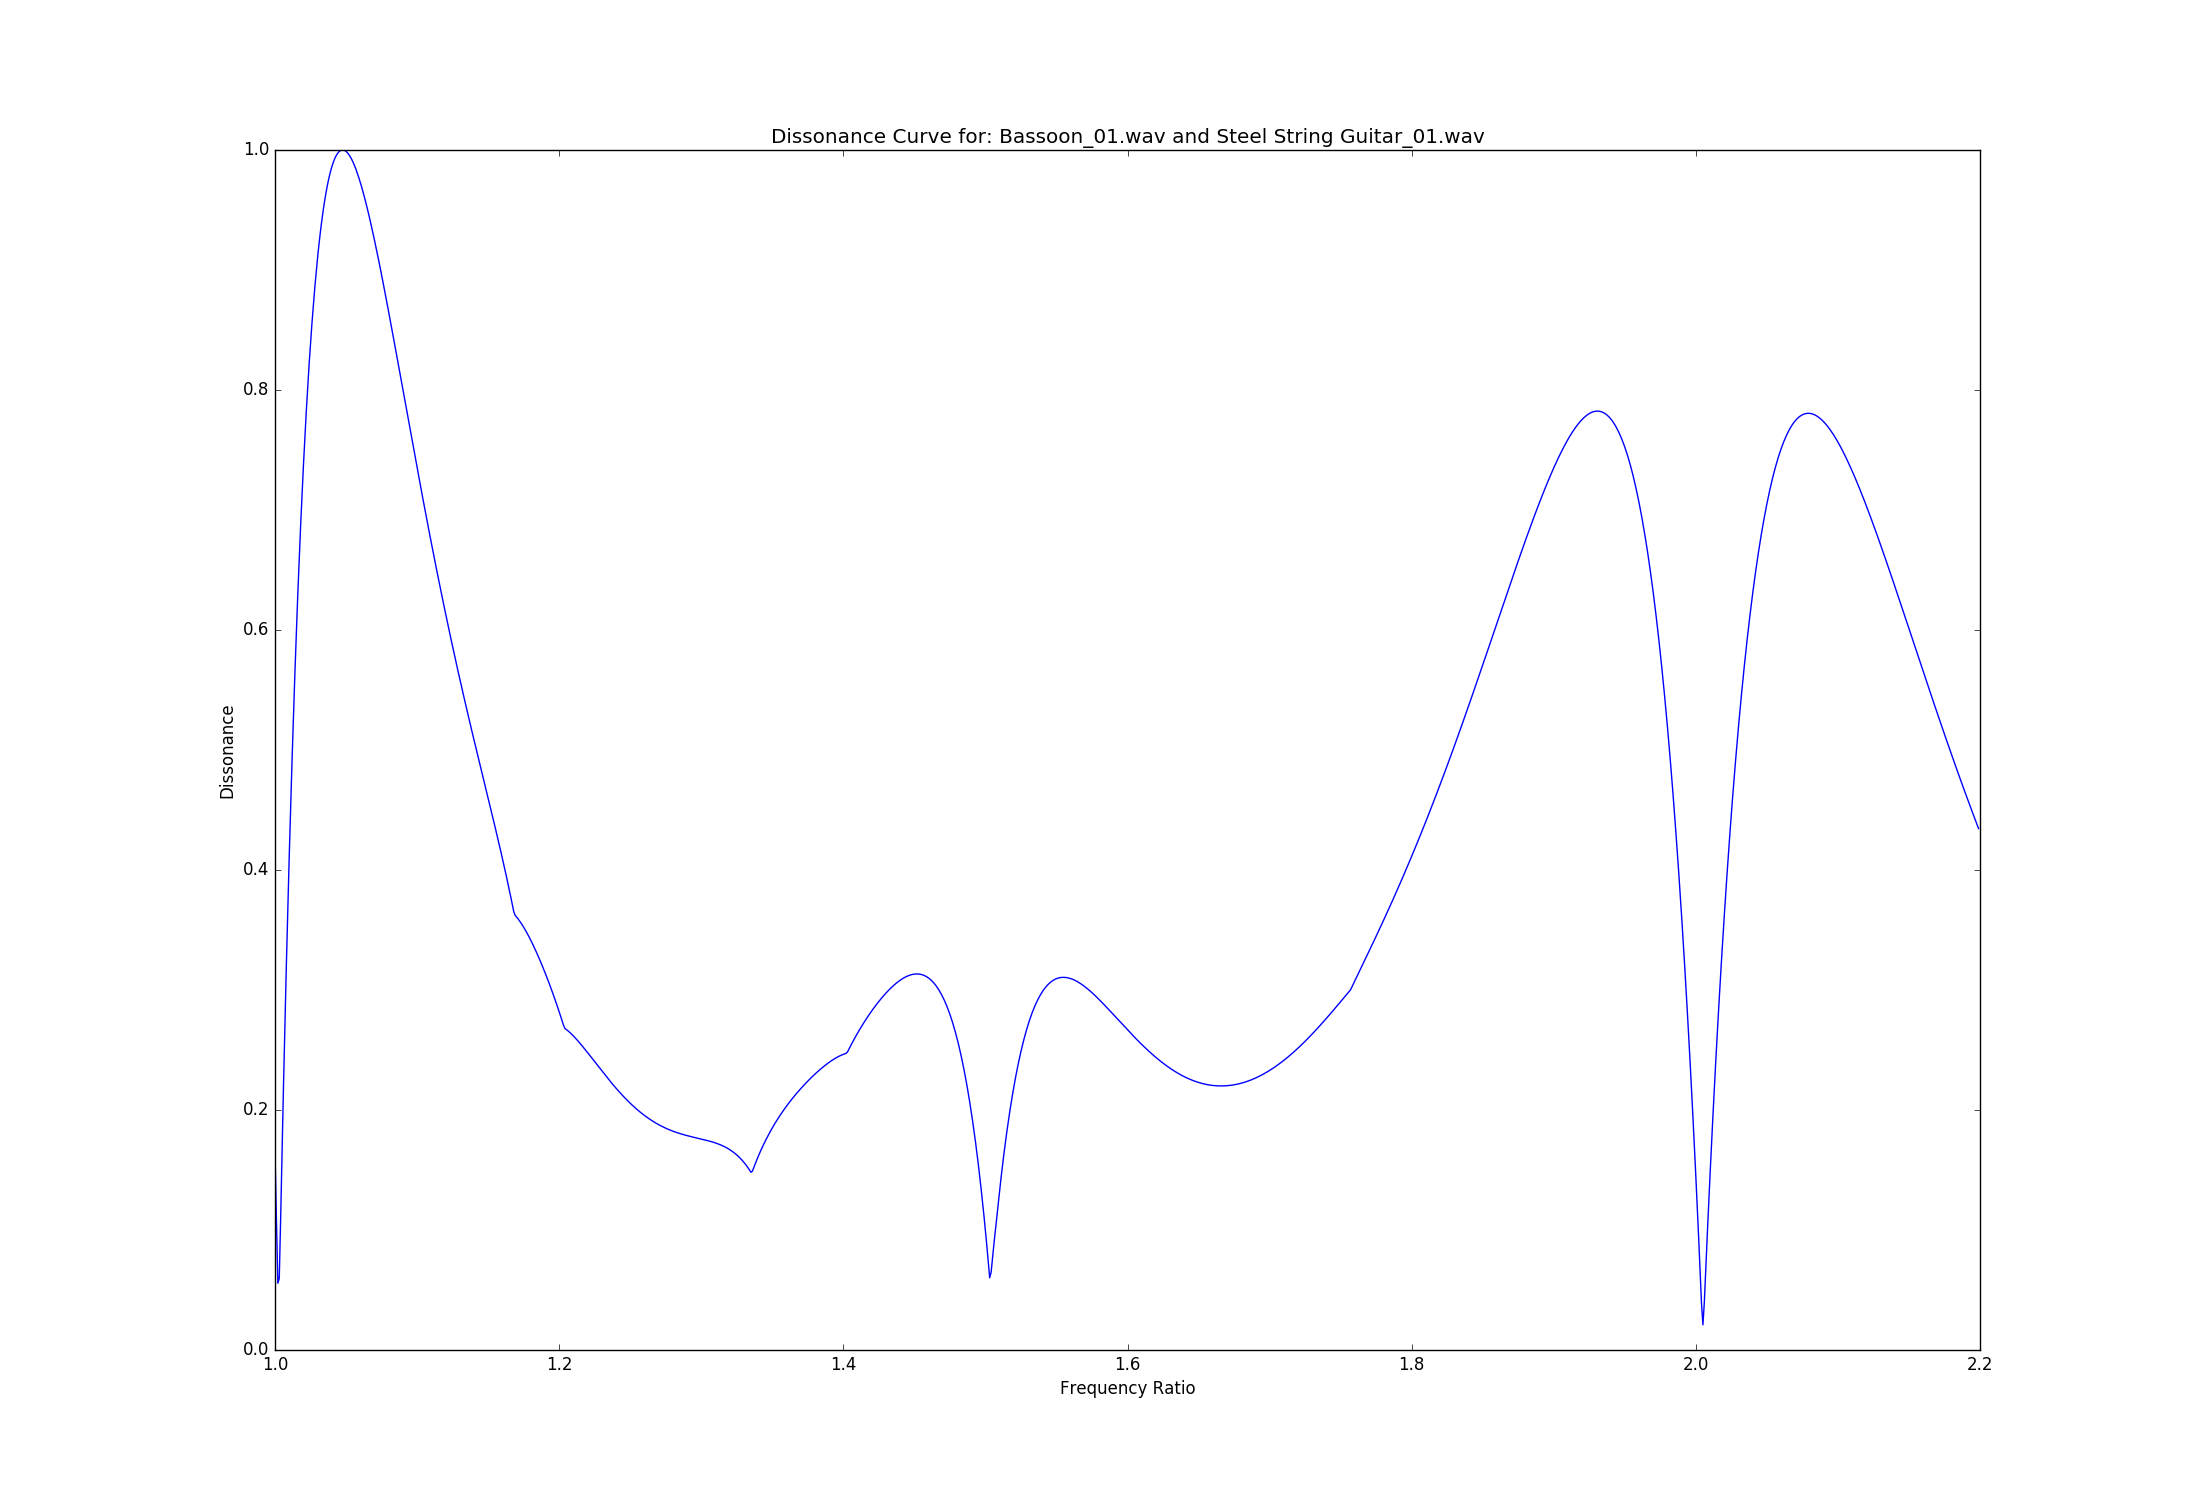 Dissonance Curve for: Bassoon_01.wav and Steel String Guitar_01.wav
1.0
0.8
0.6
0.4
0.2
0.0
Dissonance
1.0 1.2 1.4 1.6 1.8 2.0 2.2
Frequency Ratio